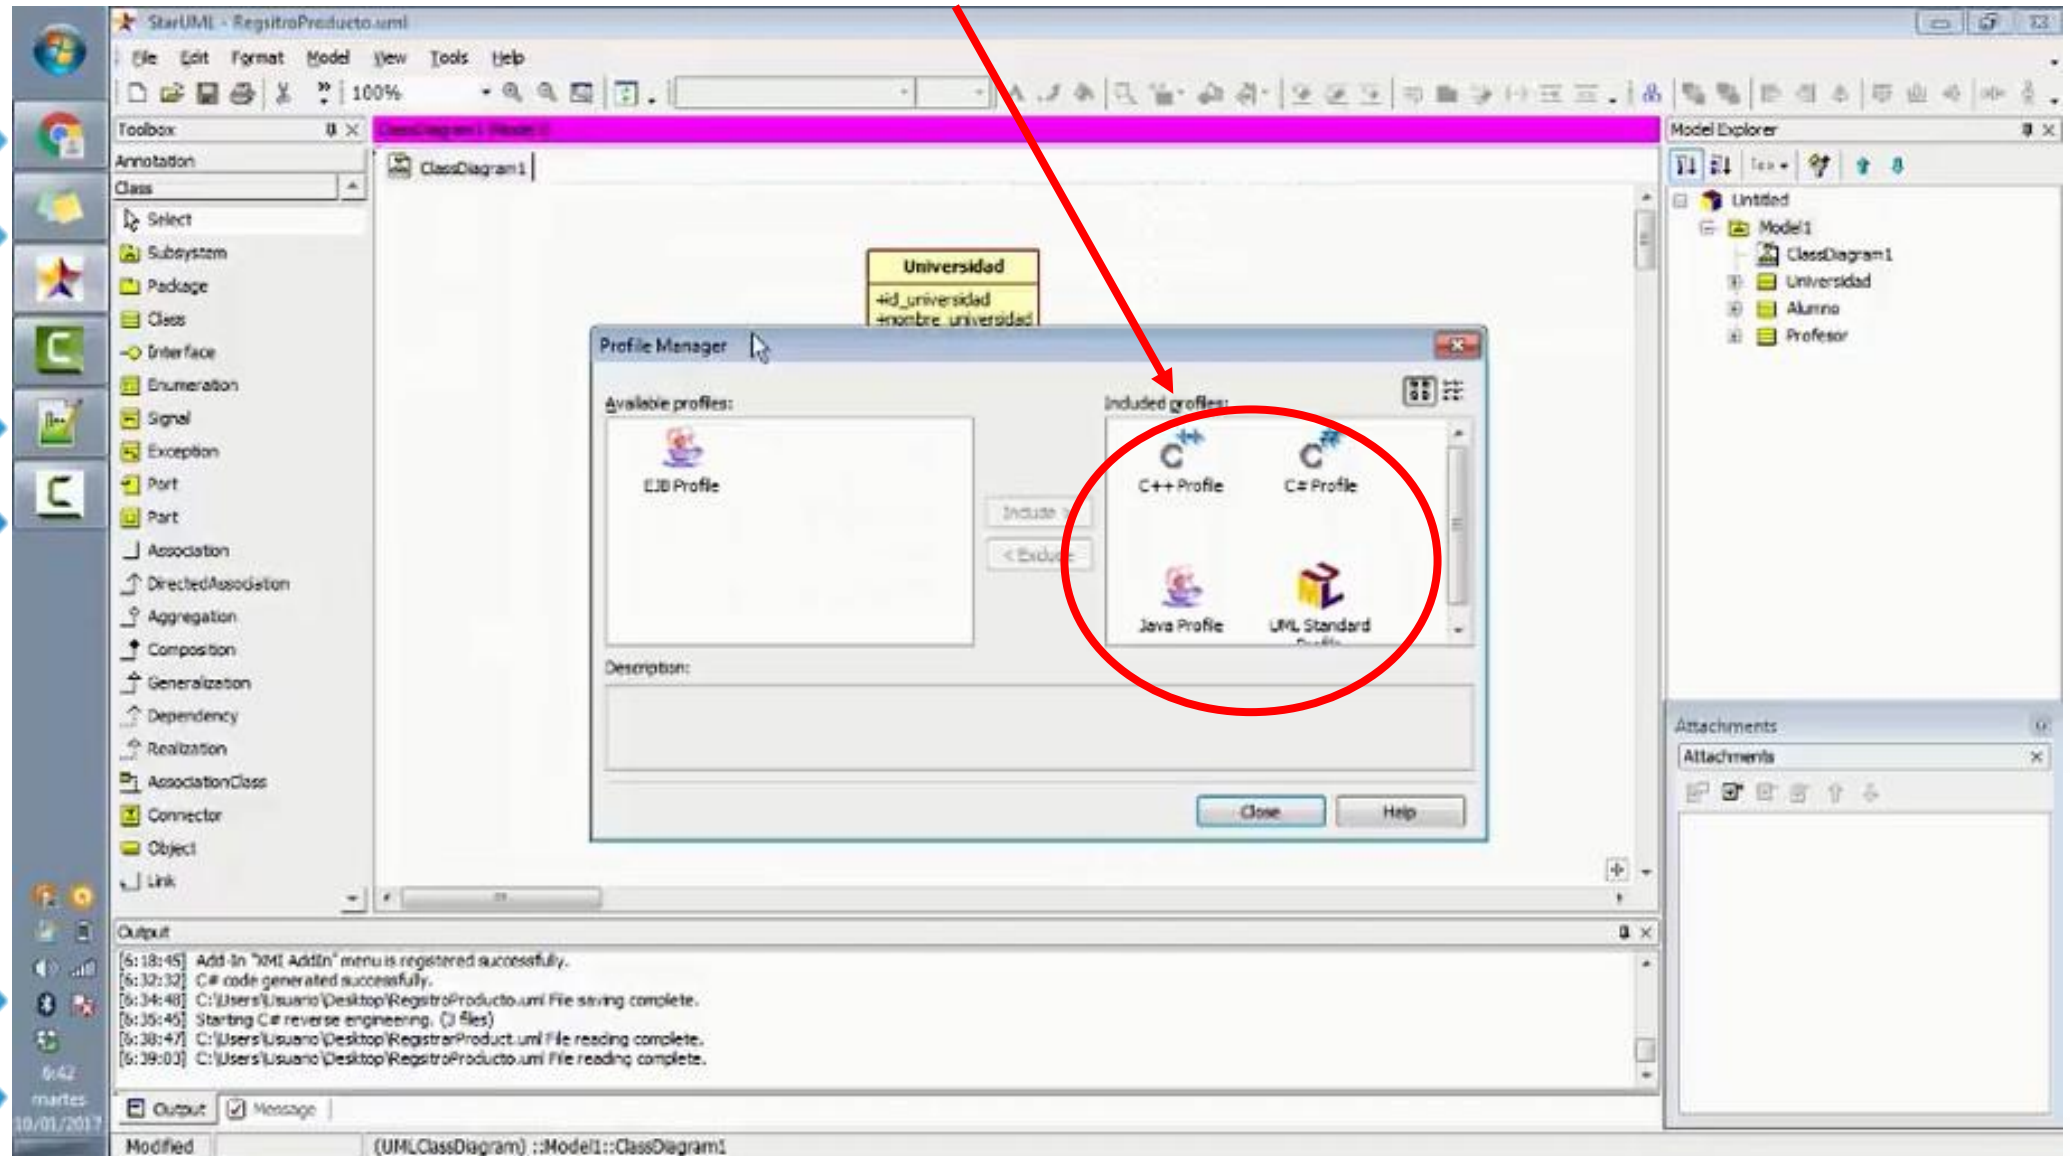 StarUML - RegsitroProducto.uml
File Edit Format Model View Tools Help
100%
Toolbox
Annotation
Class
Select
Subsystem
Package
Class
Interface
Enumeration
Signal
Exception
Port
Part
Association
DirectedAssociation
Aggregation
Composition
Generalization
Dependency
Realization
AssociationClass
Connector
Object
Link
ClassDiagram1 (Model1)
ClassDiagram1
Universidad
+id_universidad
+nombre_universidad
Profile Manager
Available profiles:
EJB Profile
Include >
< Exclude
Included profiles:
C++ Profile
C# Profile
Java Profile
UML Standard
Profile
Description:
Close
Help
Model Explorer
Untitled
Model1
ClassDiagram1
Universidad
Alumno
Profesor
Attachments
Attachments
Output
[6:18:45] Add-In "XMI AddIn" menu is registered successfully.
[6:32:32] C# code generated successfully.
[6:34:48] C:\Users\Usuario\Desktop\RegsitroProducto.uml File saving complete.
[6:35:45] Starting C# reverse engineering. (3 files)
[6:38:47] C:\Users\Usuario\Desktop\RegistrarProduct.uml File reading complete.
[6:39:03] C:\Users\Usuario\Desktop\RegsitroProducto.uml File reading complete.
Output
Message
Modified
(UMLClassDiagram) ::Model1::ClassDiagram1
6:42
martes
10/01/2017